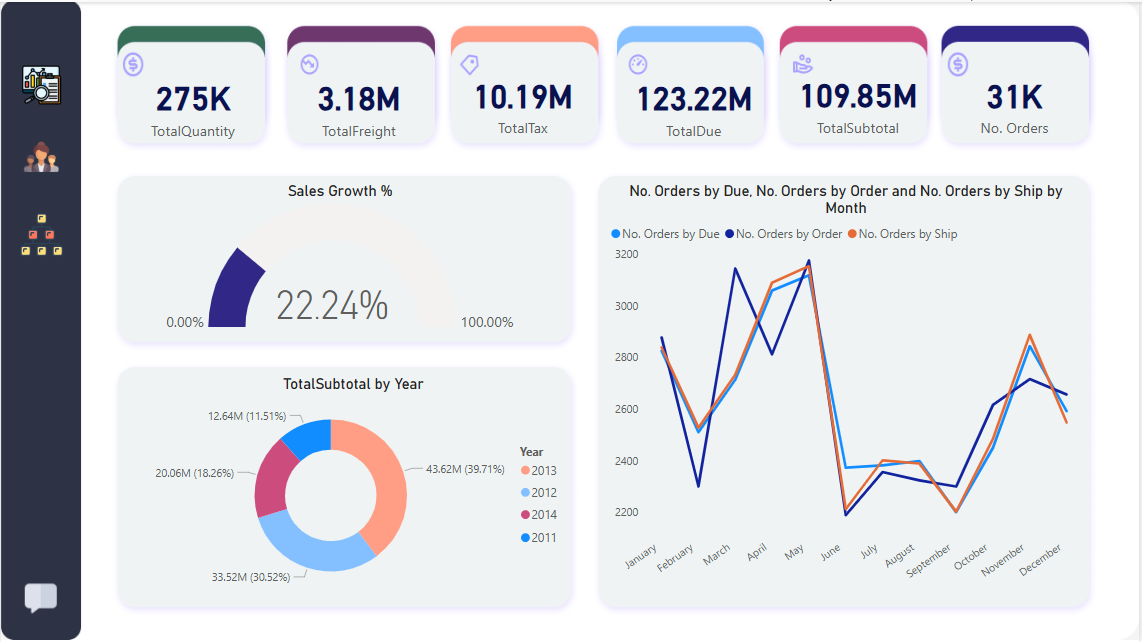 275K
TotalQuantity
3.18M
TotalFreight
10.19M
TotalTax
123.22M
TotalDue
109.85M
TotalSubtotal
31K
No. Orders
Sales Growth %
22.24%
0.00%
100.00%
TotalSubtotal by Year
12.64M (11.51%)
20.06M (18.26%)
43.62M (39.71%)
33.52M (30.52%)
Year
2013
2012
2014
2011
No. Orders by Due, No. Orders by Order and No. Orders by Ship by
Month
No. Orders by Due No. Orders by Order No. Orders by Ship
3200
3000
2800
2600
2400
2200
January
February
March
April
May
June
July
August
September
October
November
December